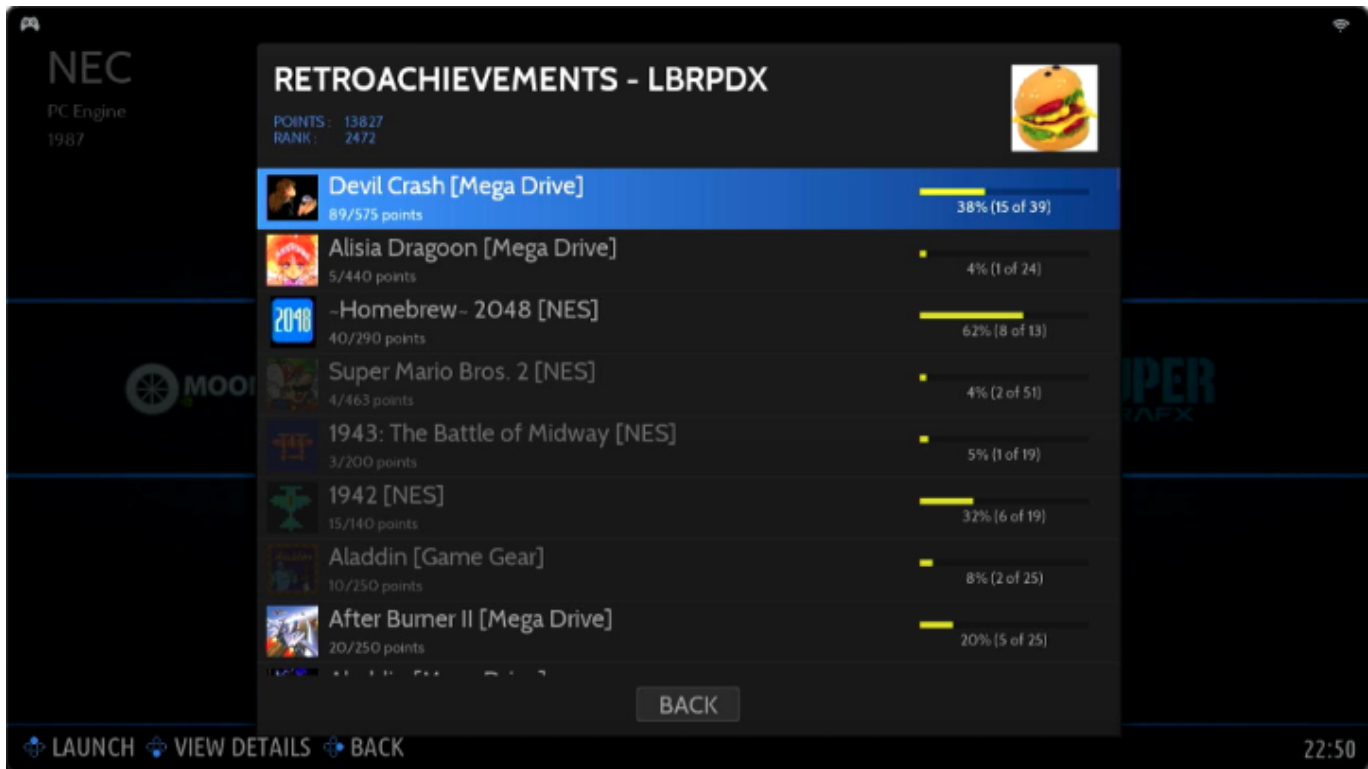 NEC
PC Engine
1987
RETROACHIEVEMENTS - LBRPDX
POINTS : 13827
RANK : 2472
Devil Crash [Mega Drive]
89/575 points
38% (15 of 39)
Alisia Dragoon [Mega Drive]
5/440 points
4% (1 of 24)
2048
~Homebrew~ 2048 [NES]
40/290 points
62% (8 of 13)
Super Mario Bros. 2 [NES]
4/463 points
4% (2 of 51)
1943: The Battle of Midway [NES]
3/200 points
5% (1 of 19)
1942 [NES]
15/140 points
32% (6 of 19)
Aladdin [Game Gear]
10/250 points
8% (2 of 25)
After Burner II [Mega Drive]
20/250 points
20% (5 of 25)
BACK
LAUNCH VIEW DETAILS BACK
22:50